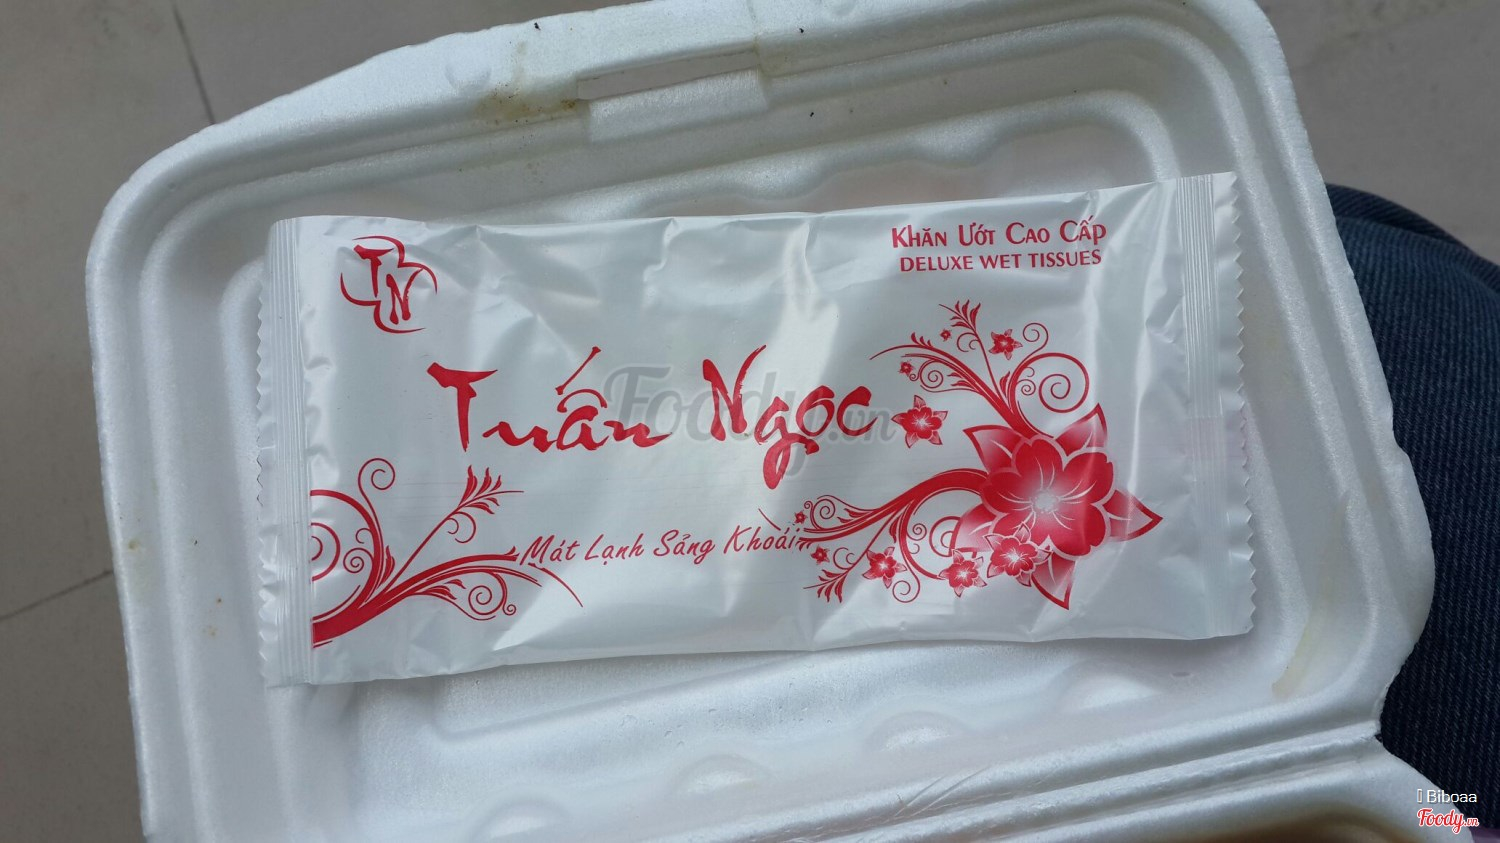 TN
KHĂN ƯỚT CAO CẤP
DELUXE WET TISSUES
Tuấn Ngọc
Foody.vn
Mát Lạnh Sảng Khoái
Biboaa
Foody.vn